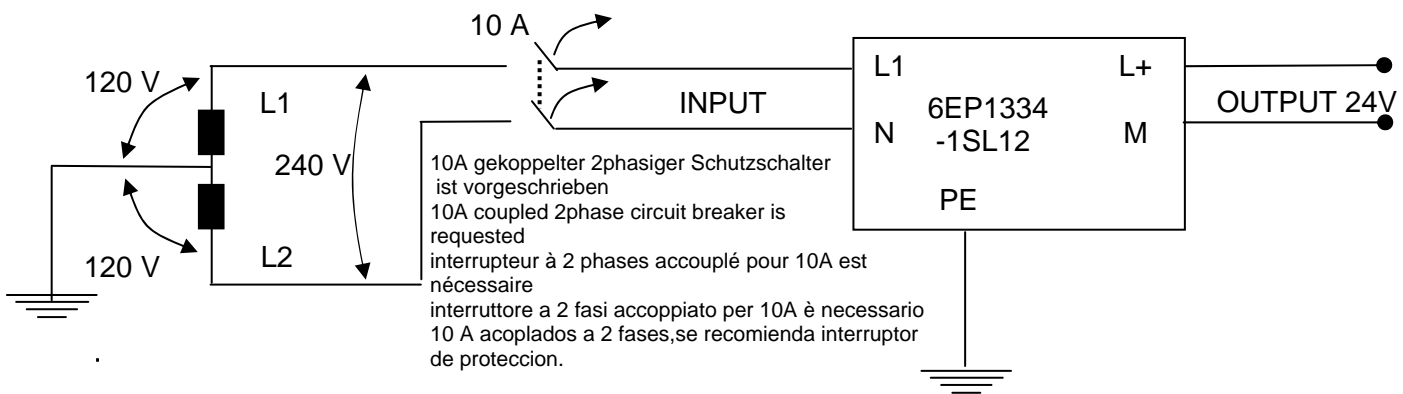 10 A
120 V
L1
240 V
120 V
L2
INPUT
L1
N
6EP1334
-1SL12
PE
L+
M
OUTPUT 24V
10A gekoppelter 2phasiger Schutzschalter
ist vorgeschrieben
10A coupled 2phase circuit breaker is
requested
interrupteur à 2 phases accouplé pour 10A est
nécessaire
interruttore a 2 fasi accoppiato per 10A è necessario
10 A acoplados a 2 fases,se recomienda interruptor
de proteccion.